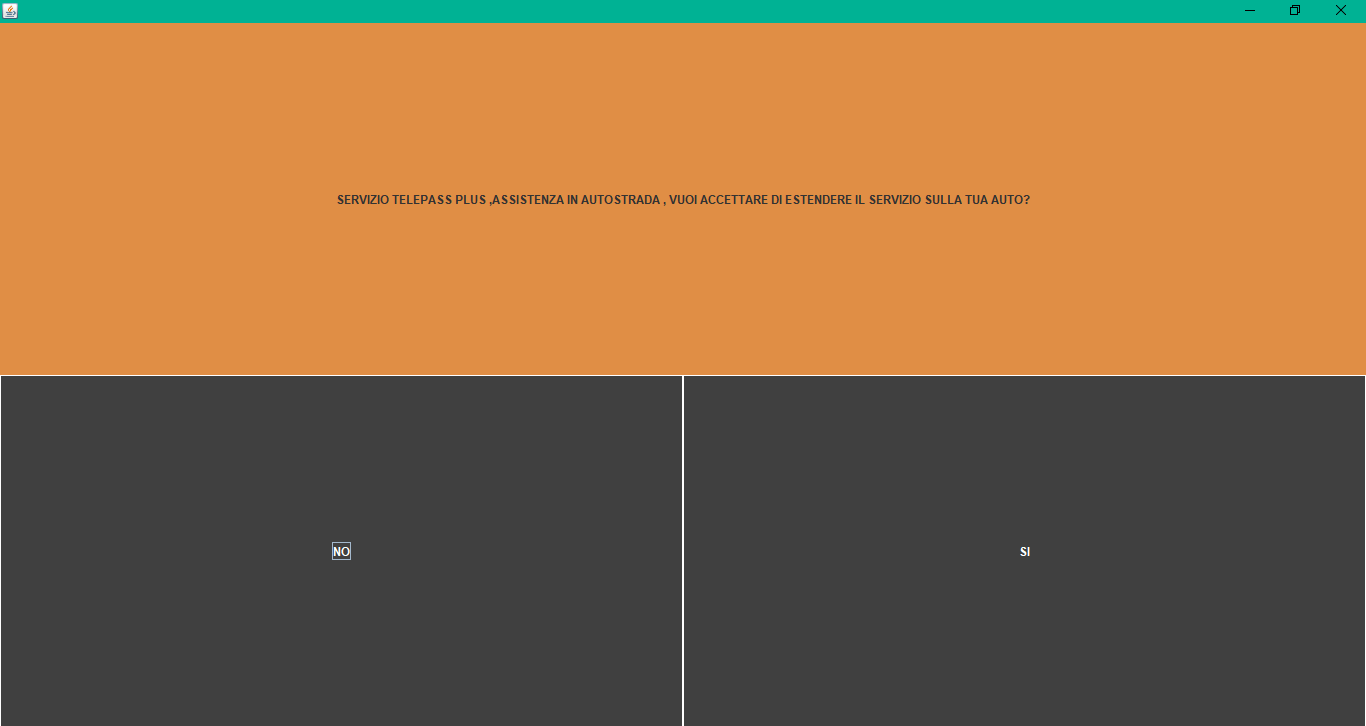 SERVIZIO TELEPASS PLUS ,ASSISTENZA IN AUTOSTRADA , VUOI ACCETTARE DI ESTENDERE IL SERVIZIO SULLA TUA AUTO?
NO
SI